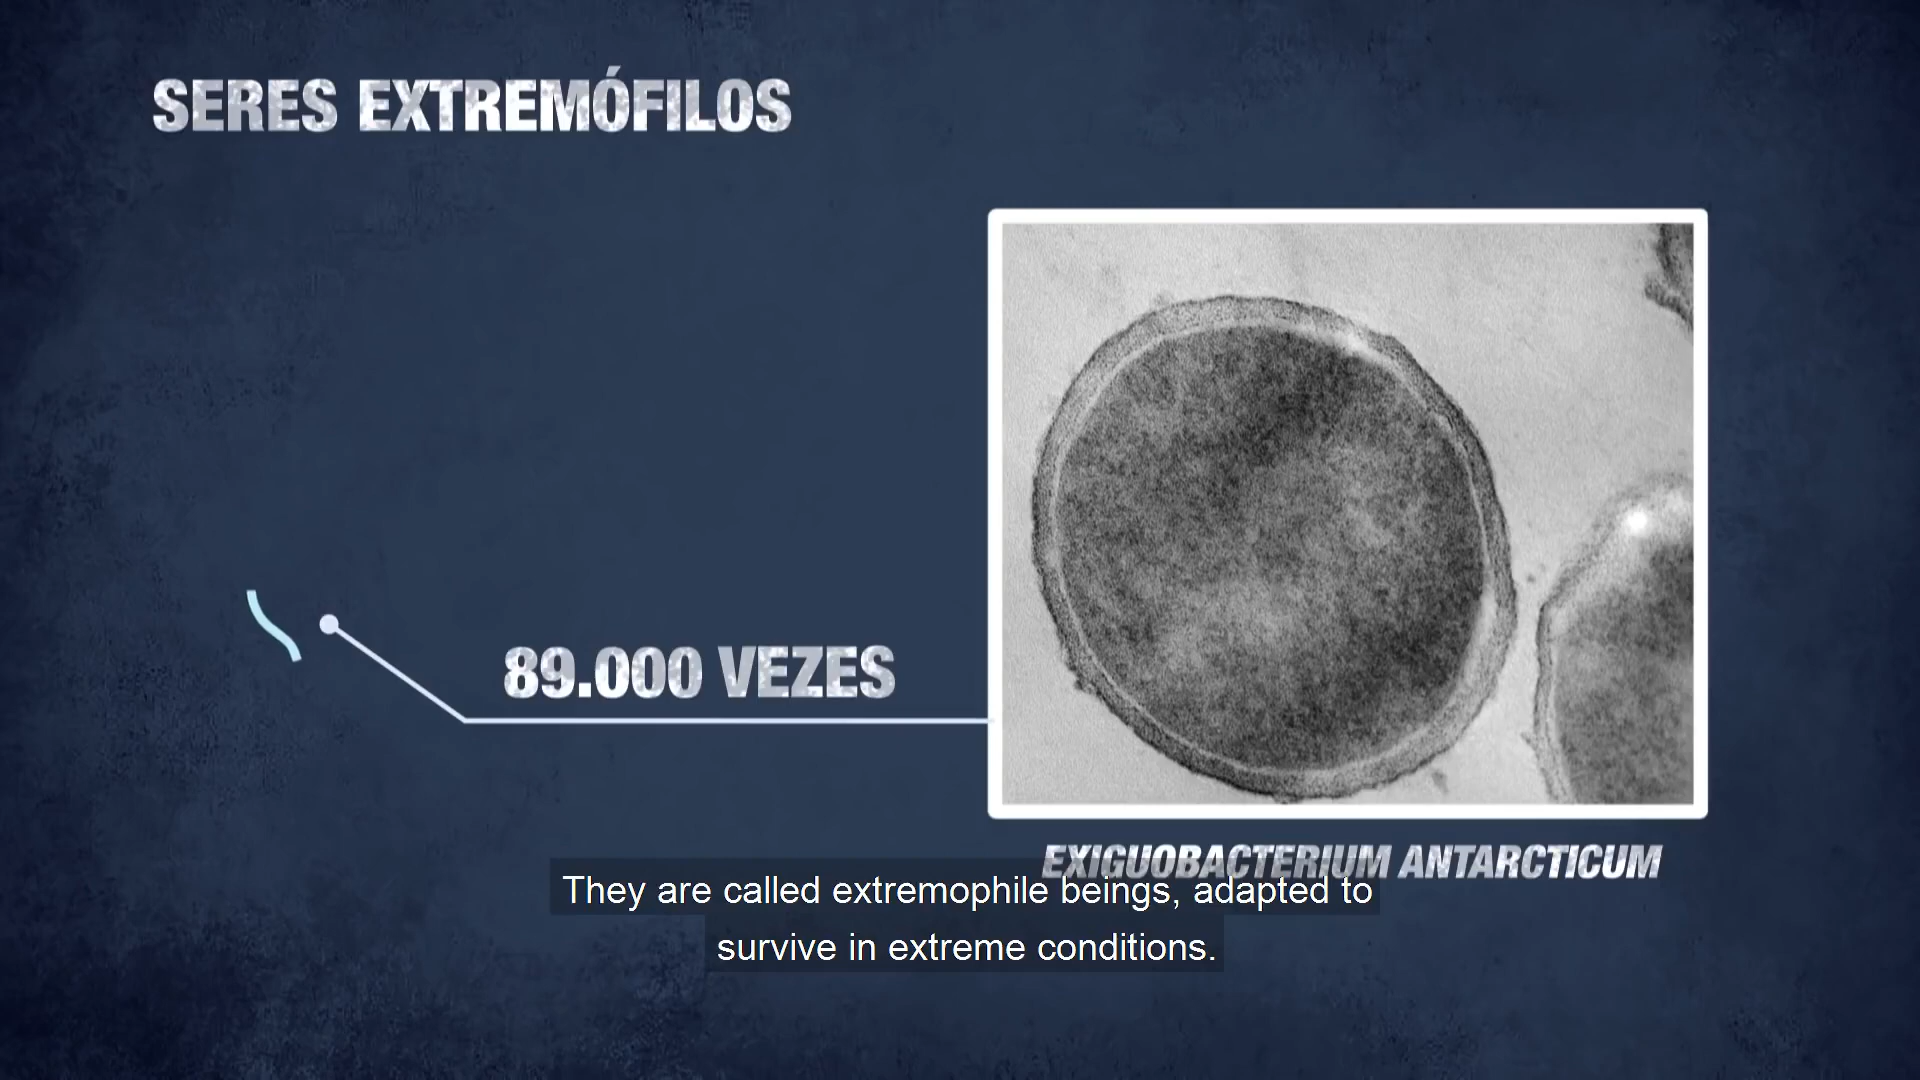 SERES EXTREMÓFILOS
89.000 VEZES
EXIGUOBACTERIUM ANTARCTICUM
They are called extremophile beings, adapted to
survive in extreme conditions.